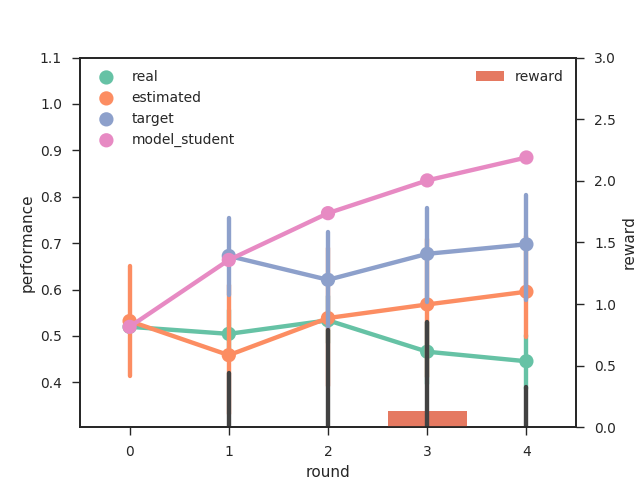 1.1
1.0
0.9
0.8
0.7
0.6
0.5
0.4
performance
real
estimated
target
model_student
reward
3.0
2.5
2.0
1.5
1.0
0.5
0.0
reward
0 1 2 3 4
round